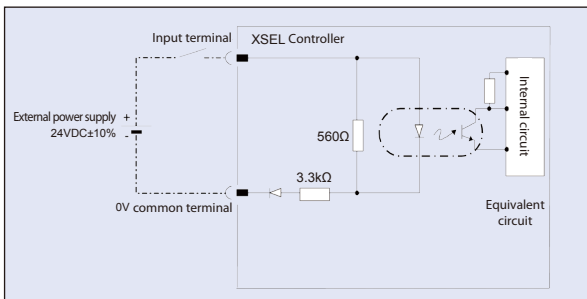 Input terminal
XSEL Controller
External power supply
24VDC±10%
+
-
560Ω
3.3kΩ
Internal circuit
0V common terminal
Equivalent
circuit